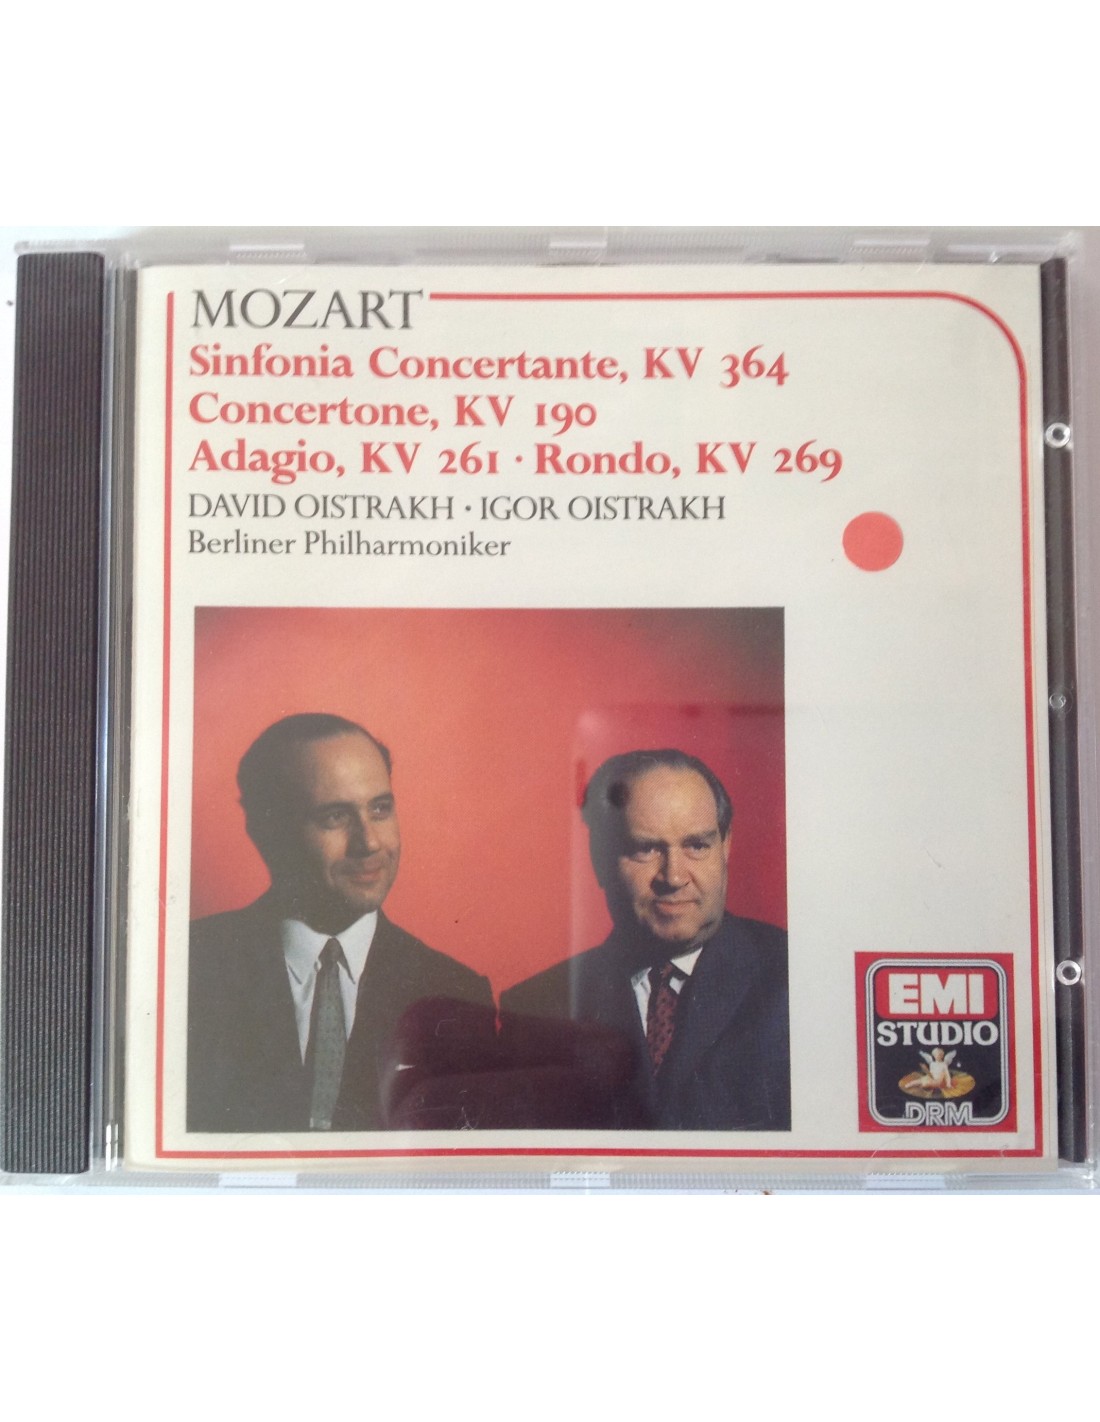 MOZART
Sinfonia Concertante, KV 364
Concertone, KV 190
Adagio, KV 261 · Rondo, KV 269
DAVID OISTRAKH · IGOR OISTRAKH
Berliner Philharmoniker
EMI
STUDIO
DRM